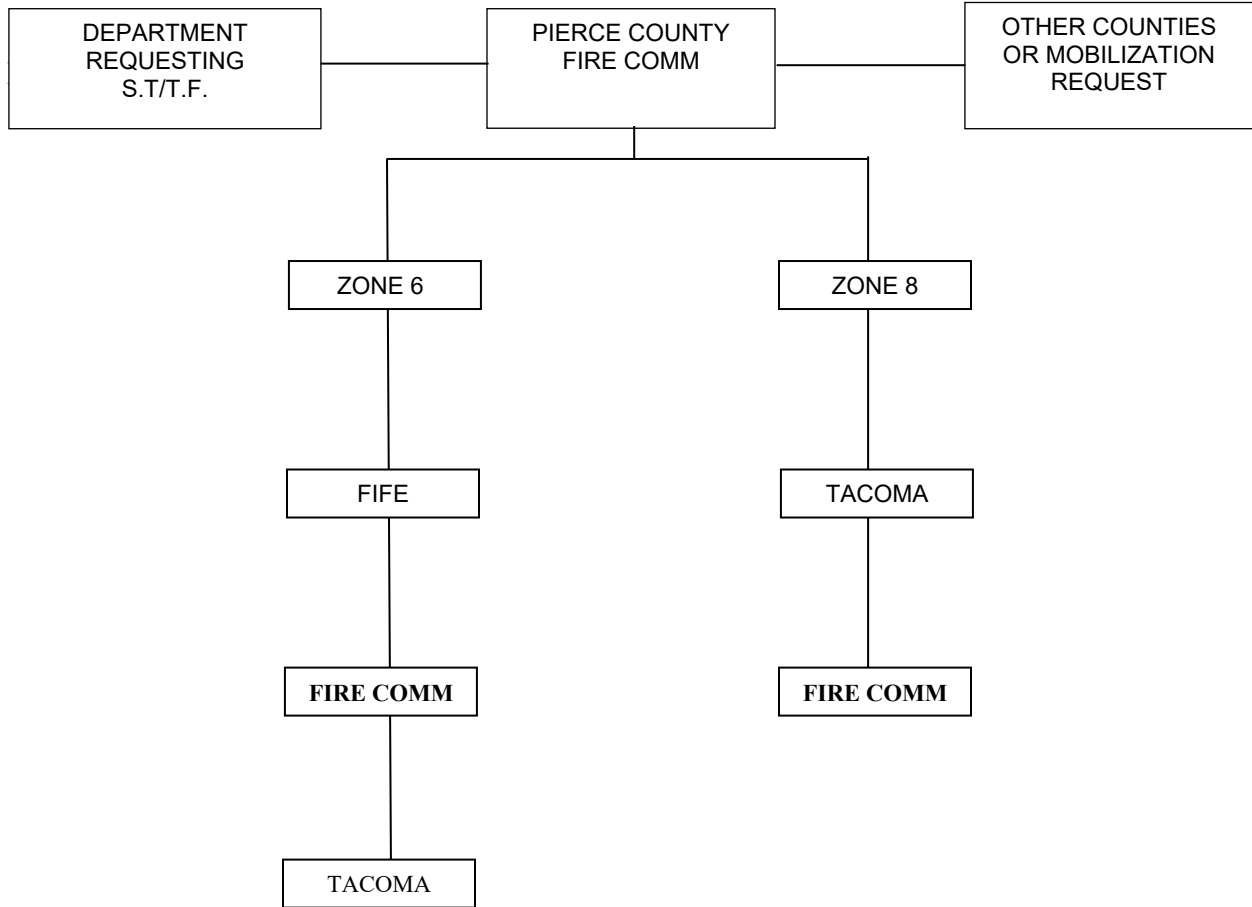 DEPARTMENT
REQUESTING
S.T/T.F.
PIERCE COUNTY
FIRE COMM
OTHER COUNTIES
OR MOBILIZATION
REQUEST
ZONE 6
ZONE 8
FIFE
TACOMA
FIRE COMM
FIRE COMM
TACOMA